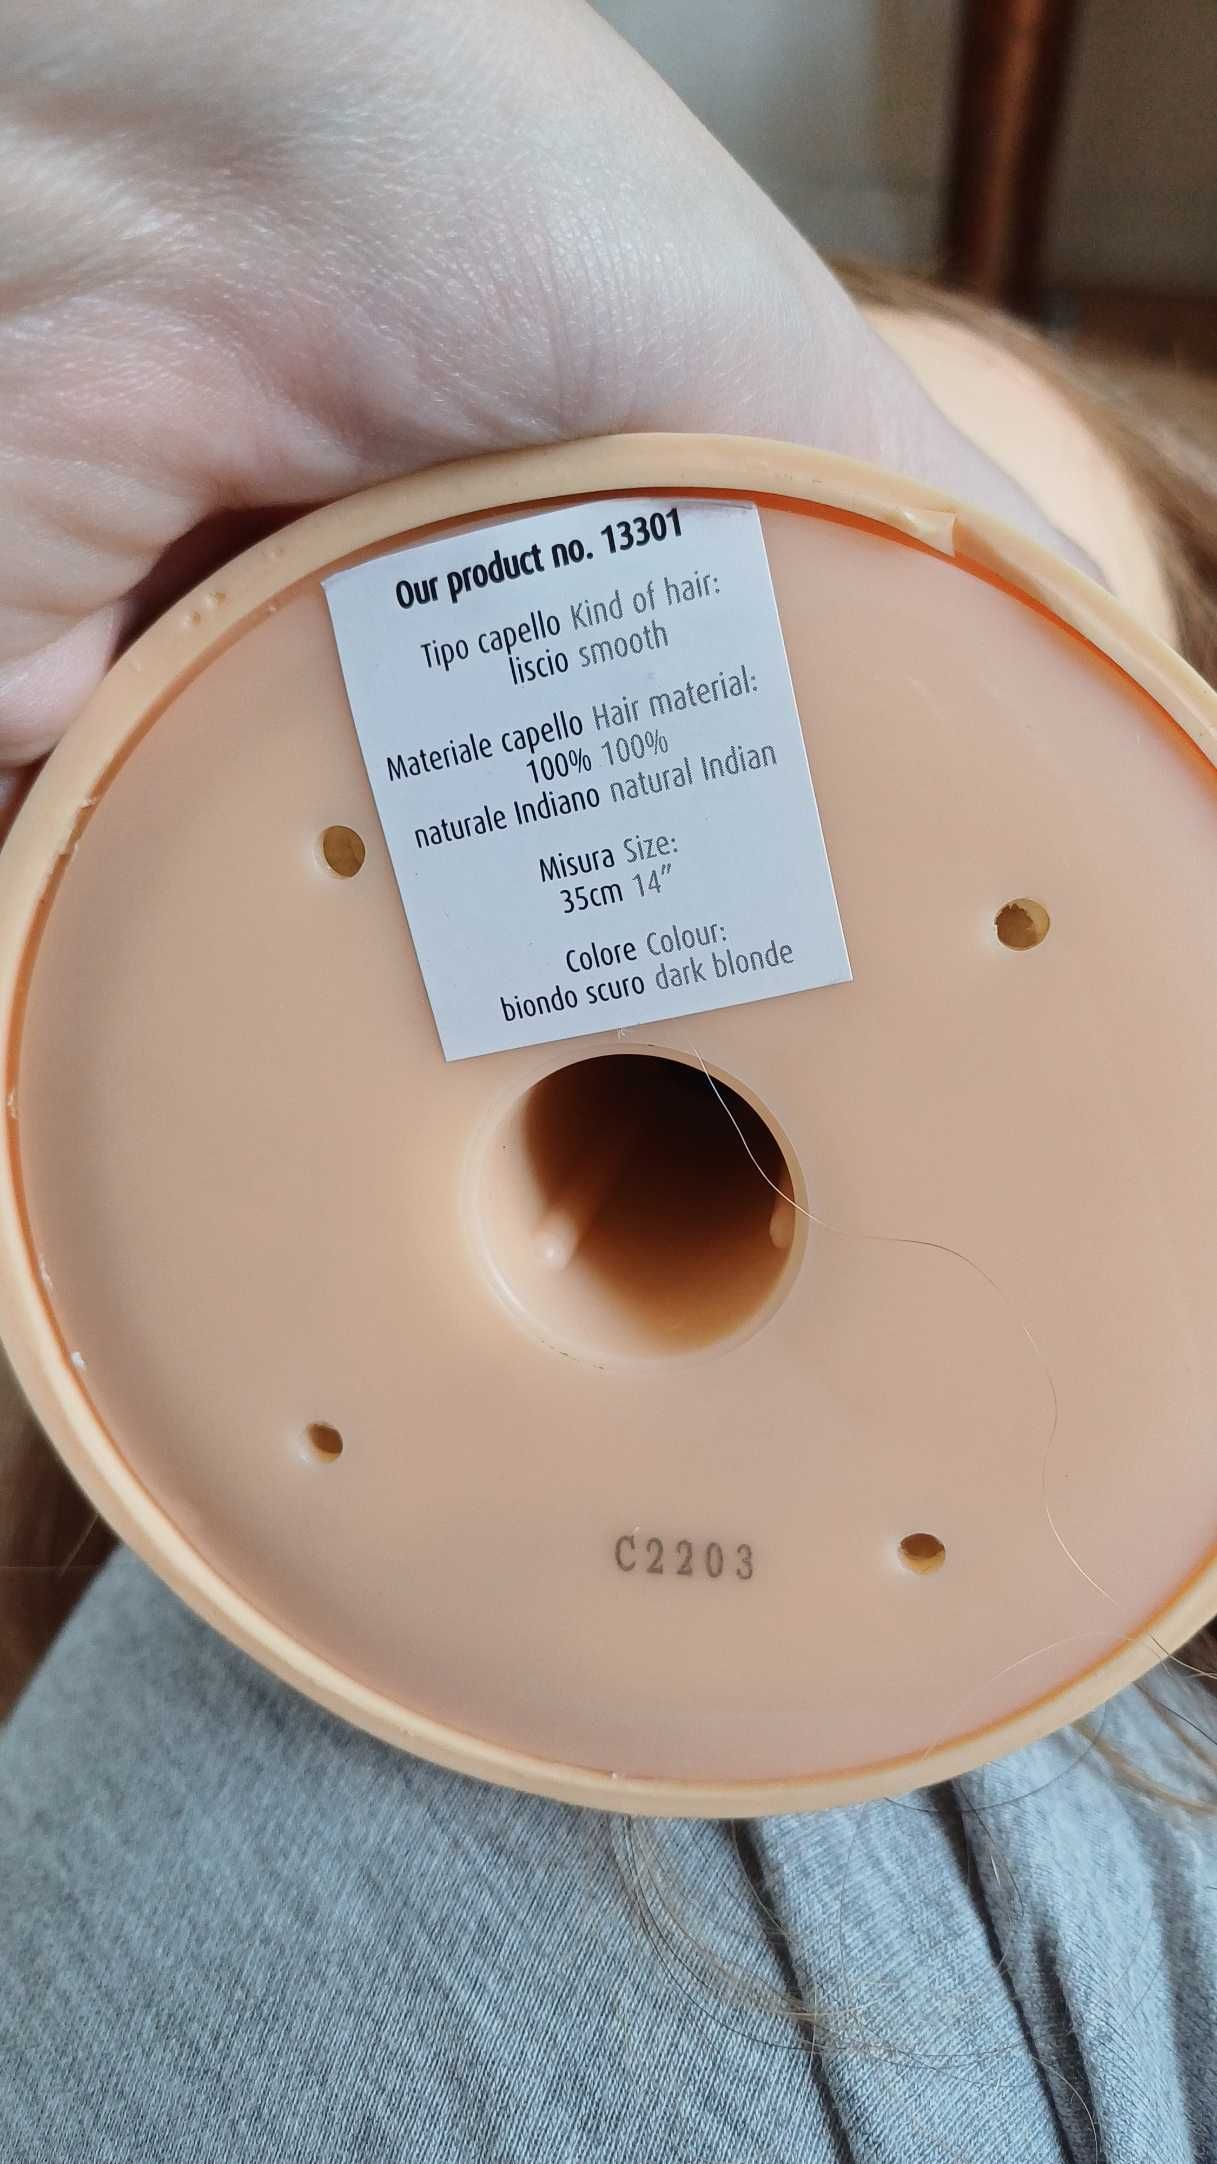 Our product no. 13301
Tipo capello Kind of hair:
liscio smooth
Materiale capello Hair material:
100% 100%
naturale Indiano natural Indian
Misura Size:
35cm 14"
Colore Colour:
biondo scuro dark blonde
C2203